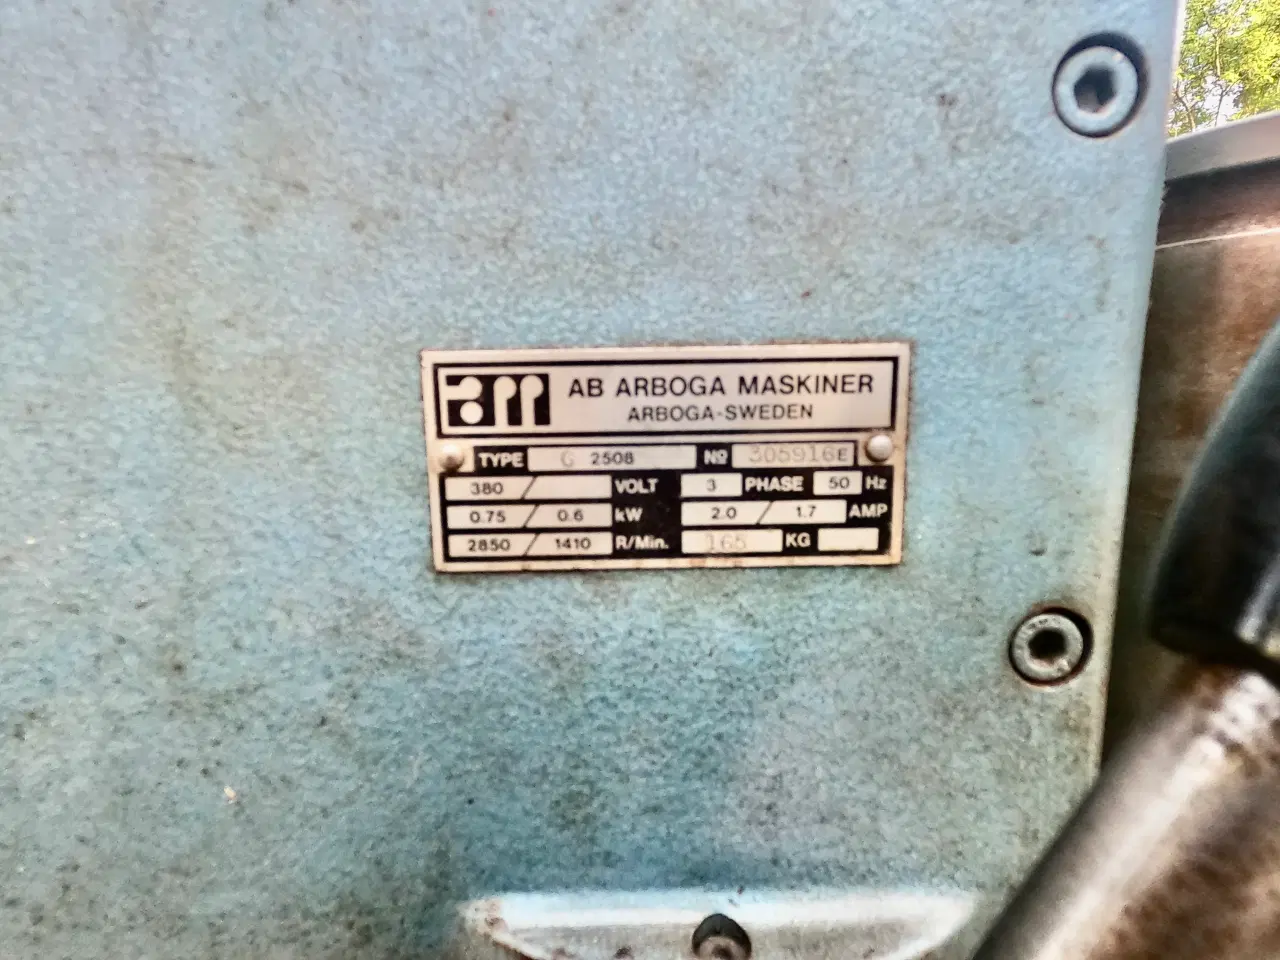 am AB ARBOGA MASKINER
ARBOGA-SWEDEN
TYPE G 2508 Nº 305916E
380 / VOLT 3 PHASE 50 Hz
0.75 / 0.6 kW 2.0 / 1.7 AMP
2850 / 1410 R/Min. 165 KG